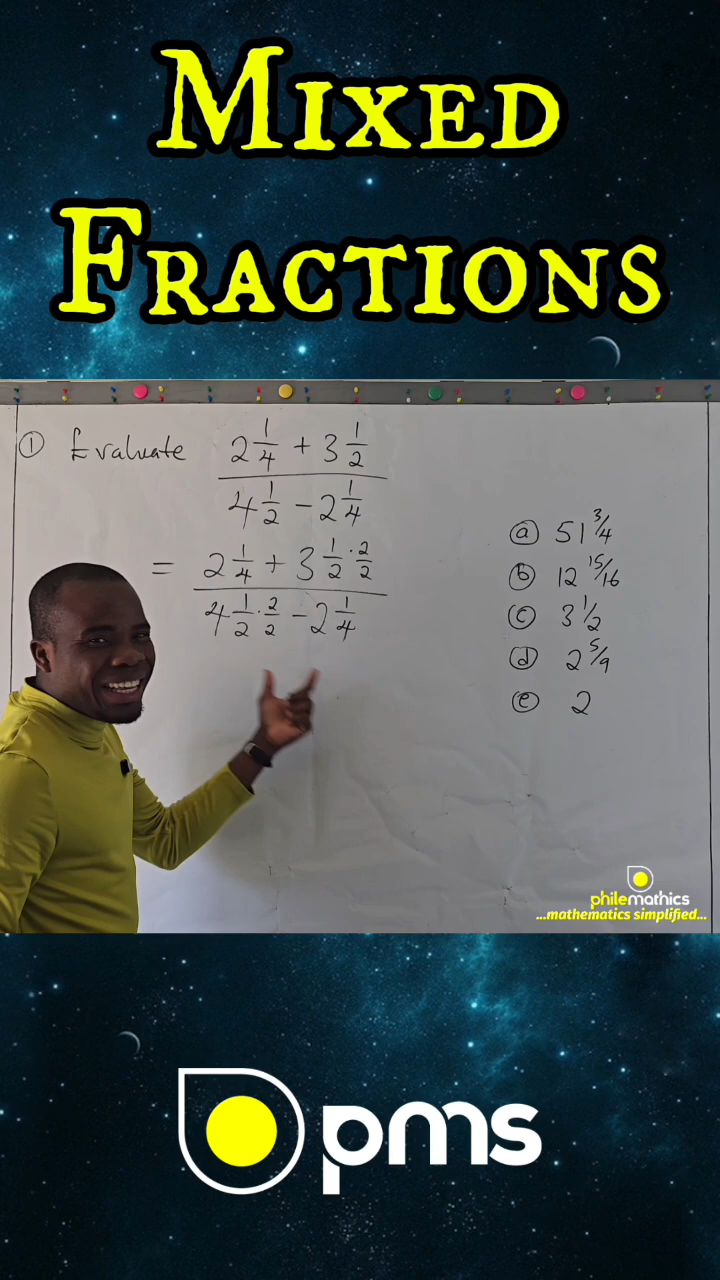 Mixed
Fractions
① Evaluate 2 1/4 + 3 1/2
4 1/2 - 2 1/4
= 2 1/4 + 3 1/2 · 2/2
4 1/2 · 2/2 - 2 1/4
ⓐ 51 3/4
ⓑ 12 15/16
ⓒ 3 1/2
ⓓ 2 5/9
ⓔ 2
philemathics
...mathematics simplified...
pms